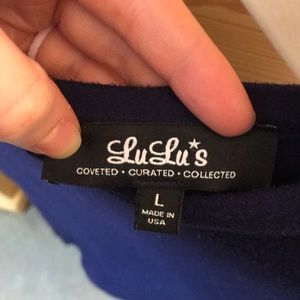 LuLu's
COVETED • CURATED • COLLECTED
L
MADE IN
USA